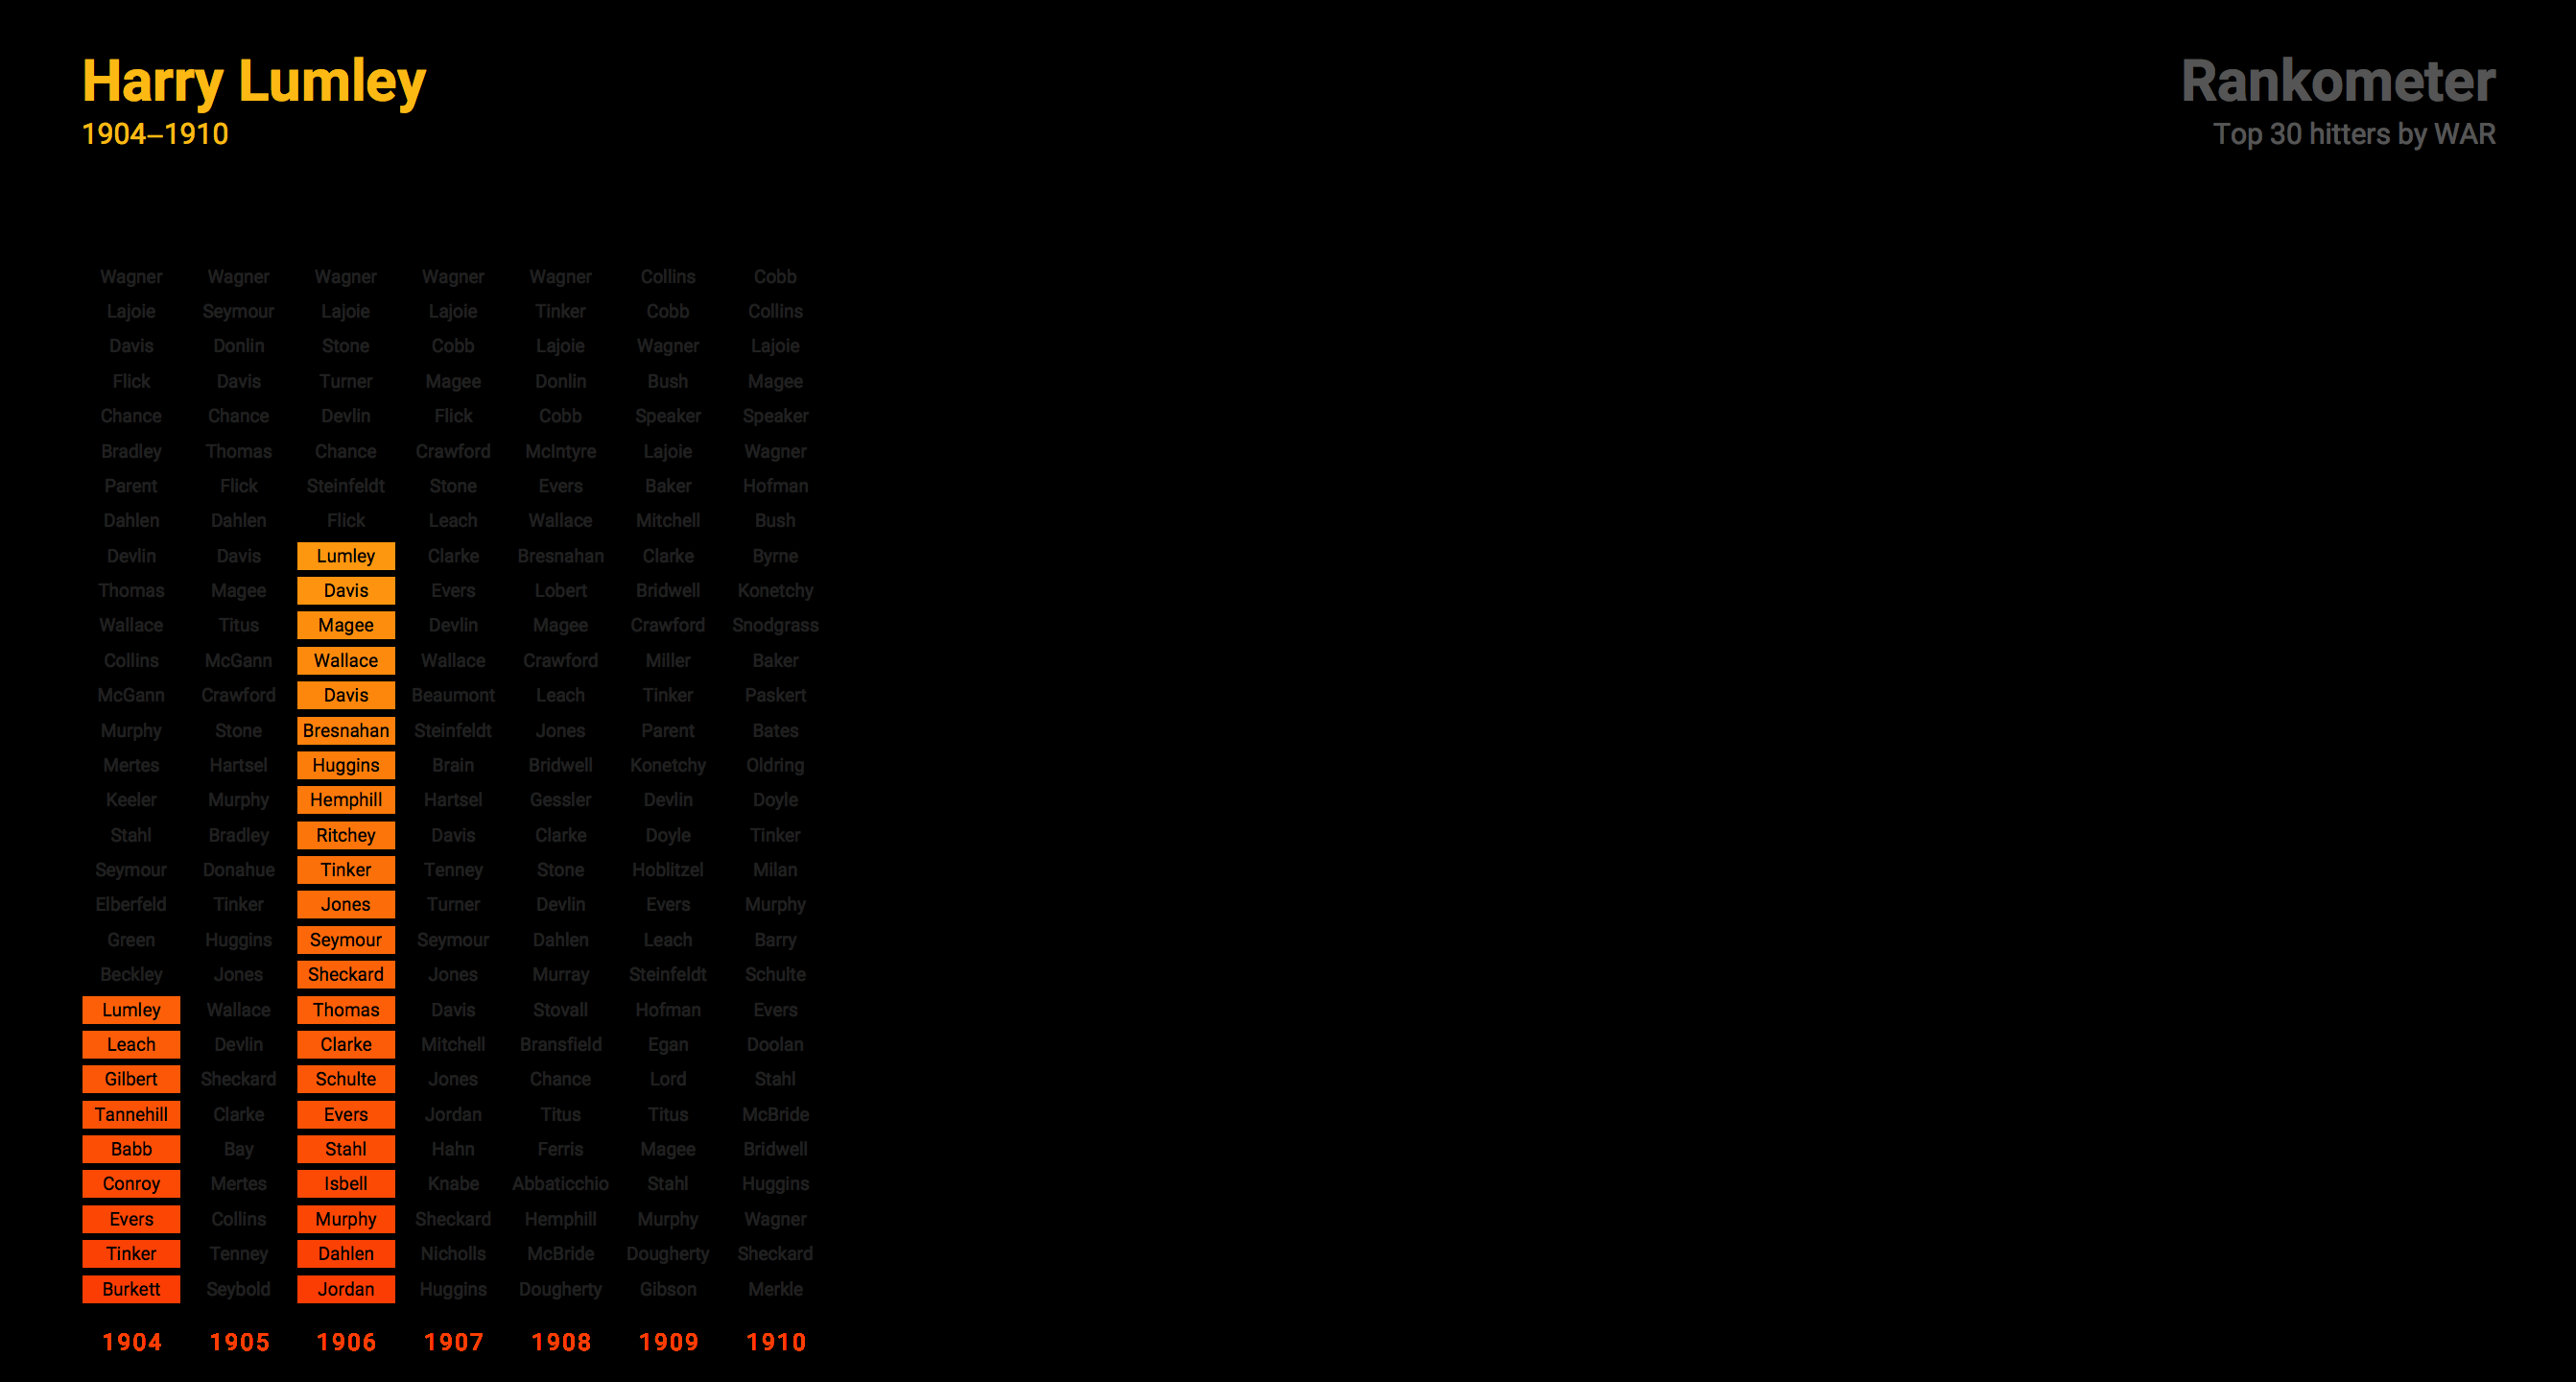 Harry Lumley
1904–1910
Rankometer
Top 30 hitters by WAR
Wagner Wagner Wagner Wagner Wagner Collins Cobb
Lajoie Seymour Lajoie Lajoie Tinker Cobb Collins
Davis Donlin Stone Cobb Lajoie Wagner Lajoie
Flick Davis Turner Magee Donlin Bush Magee
Chance Chance Devlin Flick Cobb Speaker Speaker
Bradley Thomas Chance Crawford McIntyre Lajoie Wagner
Parent Flick Steinfeldt Stone Evers Baker Hofman
Dahlen Dahlen Flick Leach Wallace Mitchell Bush
Devlin Davis Lumley Clarke Bresnahan Clarke Byrne
Thomas Magee Davis Evers Lobert Bridwell Konetchy
Wallace Titus Magee Devlin Magee Crawford Snodgrass
Collins McGann Wallace Wallace Crawford Miller Baker
McGann Crawford Davis Beaumont Leach Tinker Paskert
Murphy Stone Bresnahan Steinfeldt Jones Parent Bates
Mertes Hartsel Huggins Brain Bridwell Konetchy Oldring
Keeler Murphy Hemphill Hartsel Gessler Devlin Doyle
Stahl Bradley Ritchey Davis Clarke Doyle Tinker
Seymour Donahue Tinker Tenney Stone Hoblitzel Milan
Elberfeld Tinker Jones Turner Devlin Evers Murphy
Green Huggins Seymour Seymour Dahlen Leach Barry
Beckley Jones Sheckard Jones Murray Steinfeldt Schulte
Lumley Wallace Thomas Davis Stovall Hofman Evers
Leach Devlin Clarke Mitchell Bransfield Egan Doolan
Gilbert Sheckard Schulte Jones Chance Lord Stahl
Tannehill Clarke Evers Jordan Titus Titus McBride
Babb Bay Stahl Hahn Ferris Magee Bridwell
Conroy Mertes Isbell Knabe Abbaticchio Stahl Huggins
Evers Collins Murphy Sheckard Hemphill Murphy Wagner
Tinker Tenney Dahlen Nicholls McBride Dougherty Sheckard
Burkett Seybold Jordan Huggins Dougherty Gibson Merkle
1904 1905 1906 1907 1908 1909 1910